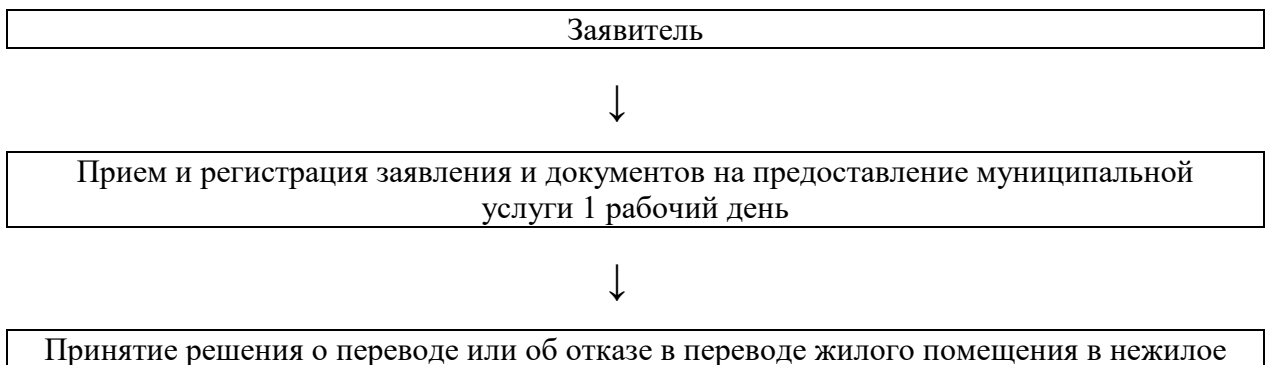 Заявитель
↓
Прием и регистрация заявления и документов на предоставление муниципальной
услуги 1 рабочий день
↓
Принятие решения о переводе или об отказе в переводе жилого помещения в нежилое